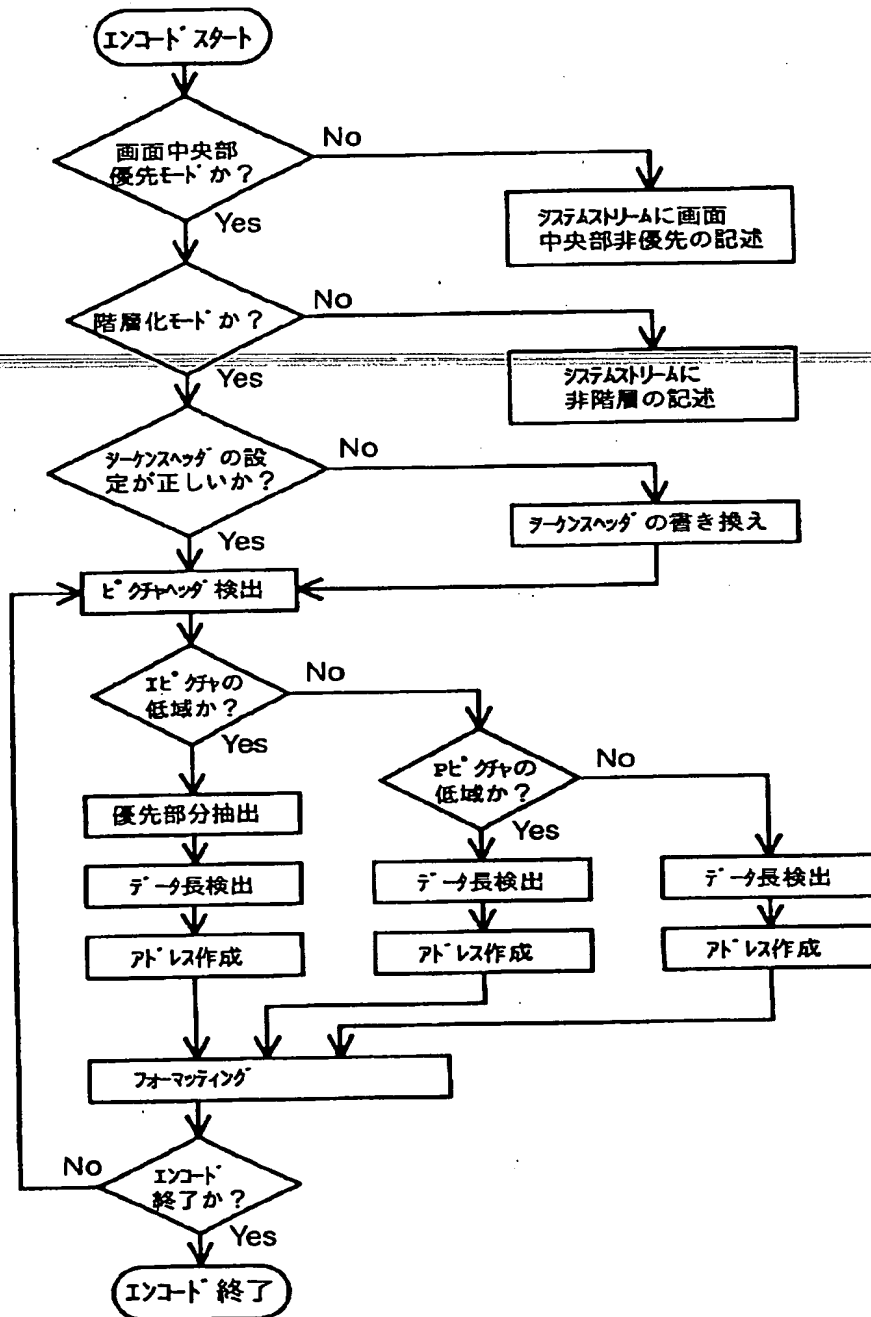 エンコード スタート
画面中央部
優先モードか？
No
Yes
システムストリームに画面
中央部非優先の記述
階層化モードか？
No
Yes
システムストリームに
非階層の記述
シーケンスヘッダの設
定が正しいか？
No
Yes
シーケンスヘッダの書き換え
ピクチャヘッダ検出
Iピクチャの
低域か？
No
Yes
Pピクチャの
低域か？
No
Yes
優先部分抽出
データ長検出
データ長検出
データ長検出
アドレス作成
アドレス作成
アドレス作成
フォーマッティング
No
エンコード
終了か？
Yes
エンコード 終了